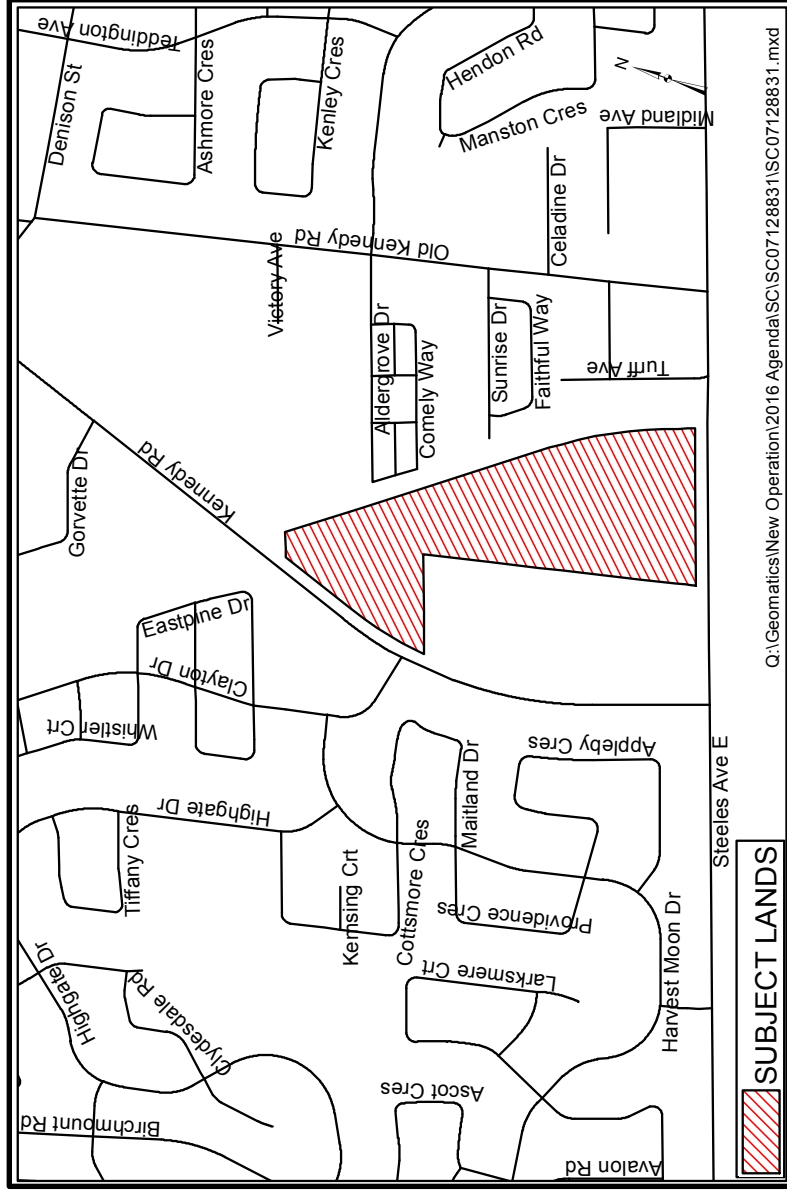 Birchmount Rd
Highgate Dr
Clydesdale Rd
Tiffany Cres
Highgate Dr
Whistler Crt
Clayton Dr
Eastpine Dr
Gorvette Dr
Kennedy Rd
Victory Ave
Old Kennedy Rd
Denison St
Teddington Ave
Ashmore Cres
Kenley Cres
Hendon Rd
Manston Cres
Midland Ave
N
Celadine Dr
Aldergrove Dr
Comely Way
Sunrise Dr
Faithful Way
Turff Ave
Kemsing Crt
Cottsmore Cres
Maitland Dr
Appleby Cres
Providence Cres
Larksmere Crt
Ascot Cres
Avalon Rd
Harvest Moon Dr
Steeles Ave E
SUBJECT LANDS
Q:\Geomatics\New Operation\2016 Agenda\SC\SC07128831\SC07128831.mxd